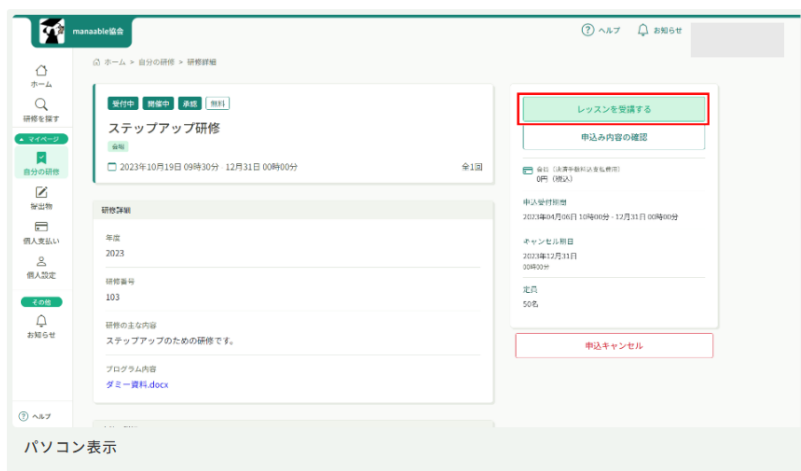 manaable協会
ヘルプ
お知らせ
ホーム > 自分の研修 > 研修詳細
ホーム
研修を探す
マイページ
自分の研修
提出物
個人支払い
個人設定
その他
お知らせ
ヘルプ
受付中 開催中 承認 無料
ステップアップ研修
会場
2023年10月19日 09時30分 - 12月31日 00時00分
全1回
研修詳細
年度
2023
研修番号
103
研修の主な内容
ステップアップのための研修です。
プログラム内容
ダミー資料.docx
レッスンを受講する
申込み内容の確認
0円（税込）
申込受付期間
2023年04月06日 10時00分 - 12月31日 00時00分
キャンセル期日
2023年12月31日
00時00分
定員
50名
申込キャンセル
パソコン表示